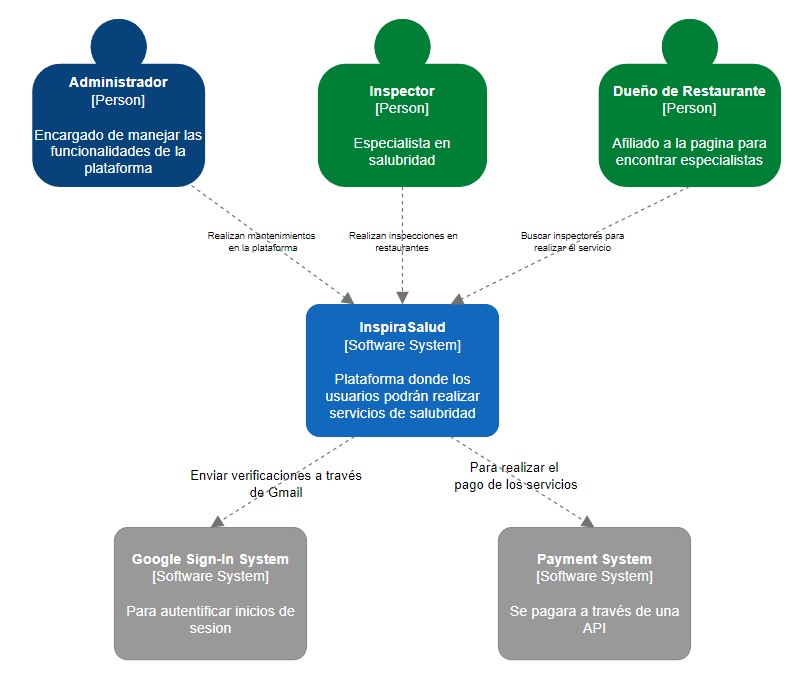 Administrador
[Person]
Encargado de manejar las
funcionalidades de la
plataforma
Inspector
[Person]
Especialista en
salubridad
Dueño de Restaurante
[Person]
Afiliado a la pagina para
encontrar especialistas
Realizan mantenimientos
en la plataforma
Realizan inspecciones en
restaurantes
Buscar inspectores para
realizar el servicio
InspiraSalud
[Software System]
Plataforma donde los
usuarios podrán realizar
servicios de salubridad
Enviar verificaciones a través
de Gmail
Para realizar el
pago de los servicios
Google Sign-In System
[Software System]
Para autentificar inicios de
sesion
Payment System
[Software System]
Se pagara a través de una
API